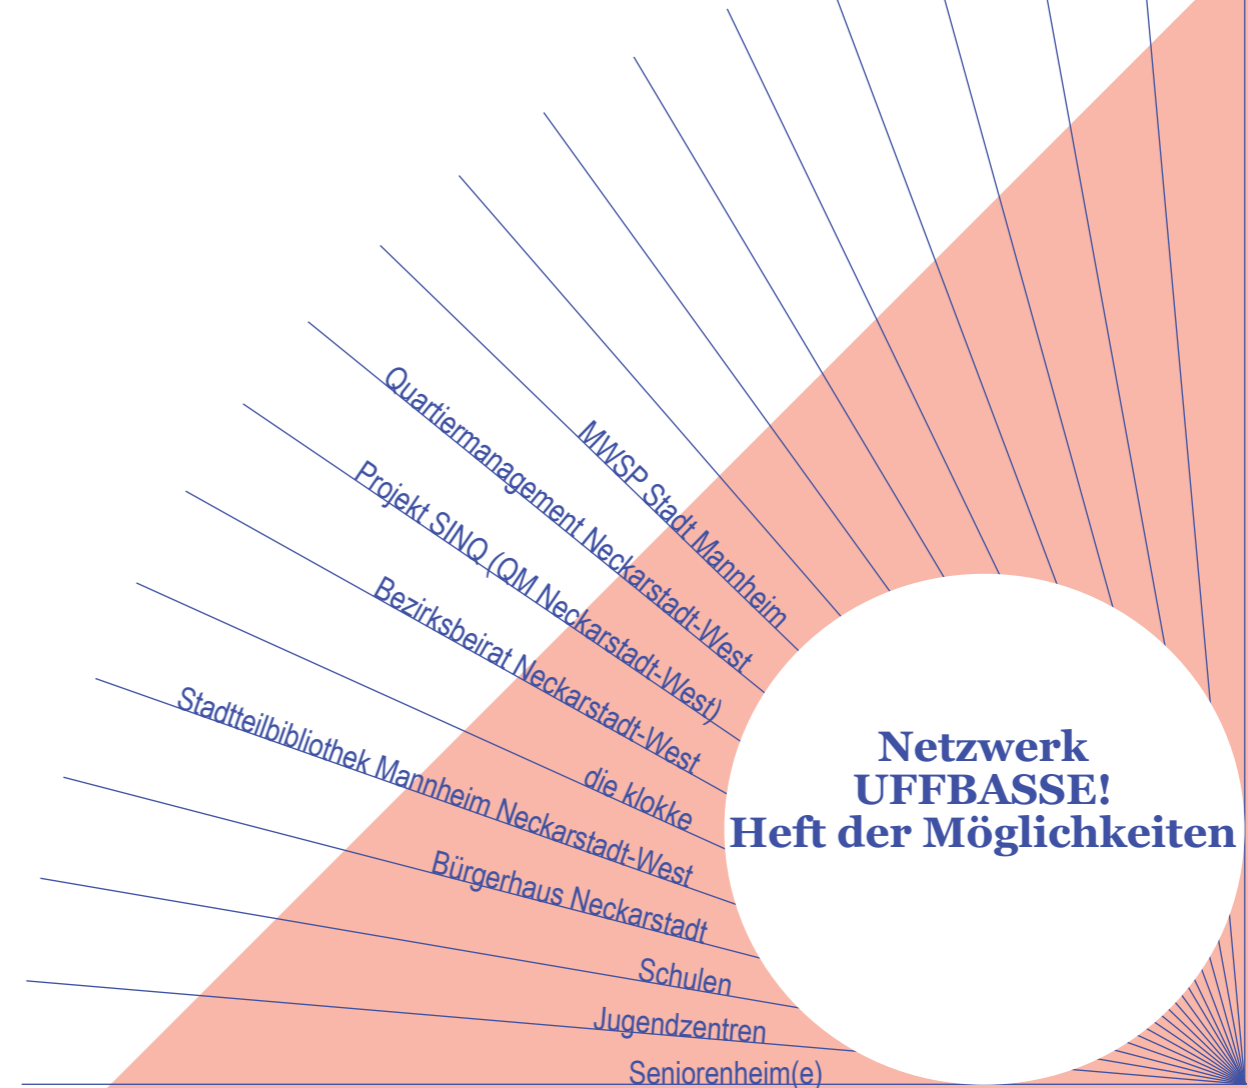 MWSP Stadt Mannheim
Quartiermanagement Neckarstadt-West
Projekt SINQ (QM Neckarstadt-West)
Bezirksbeirat Neckarstadt-West
die klokke
Stadtteilbibliothek Mannheim Neckarstadt-West
Bürgerhaus Neckarstadt
Schulen
Jugendzentren
Seniorenheim(e)
Netzwerk
UFFBASSE!
Heft der Möglichkeiten